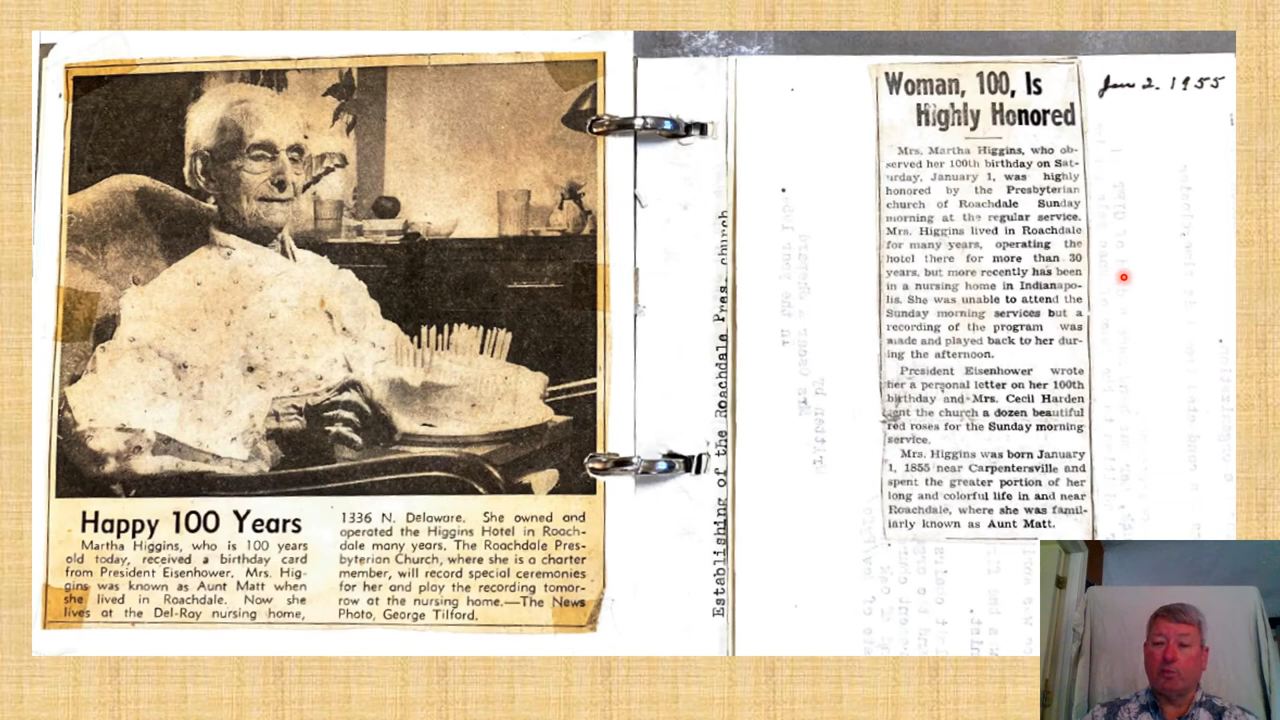 Happy 100 Years
Martha Higgins, who is 100 years
old today, received a birthday card
from President Eisenhower. Mrs. Hig-
gins was known as Aunt Matt when
she lived in Roachdale. Now she
lives at the Del-Ray nursing home,
1336 N. Delaware. She owned and
operated the Higgins Hotel in Roach-
dale many years. The Roachdale Pres-
byterian Church, where she is a charter
member, will record special ceremonies
for her and play the recording tomor-
row at the nursing home.—The News
Photo, George Tilford.
Establishing of the Roachdale Pres. church
Woman, 100, Is
Highly Honored
Jan 2. 1955
Mrs. Martha Higgins, who ob-
served her 100th birthday on Sat-
urday, January 1, was highly
honored by the Presbyterian
church of Roachdale Sunday
morning at the regular service.
Mrs. Higgins lived in Roachdale
for many years, operating the
hotel there for more than 30
years, but more recently has been
in a nursing home in Indianapo-
lis. She was unable to attend the
Sunday morning services but a
recording of the program was
made and played back to her dur-
ing the afternoon.
President Eisenhower wrote
her a personal letter on her 100th
birthday and Mrs. Cecil Harden
sent the church a dozen beautiful
red roses for the Sunday morning
service.
Mrs. Higgins was born January
1, 1855 near Carpentersville and
spent the greater portion of her
long and colorful life in and near
Roachdale, where she was famil-
iarly known as Aunt Matt.